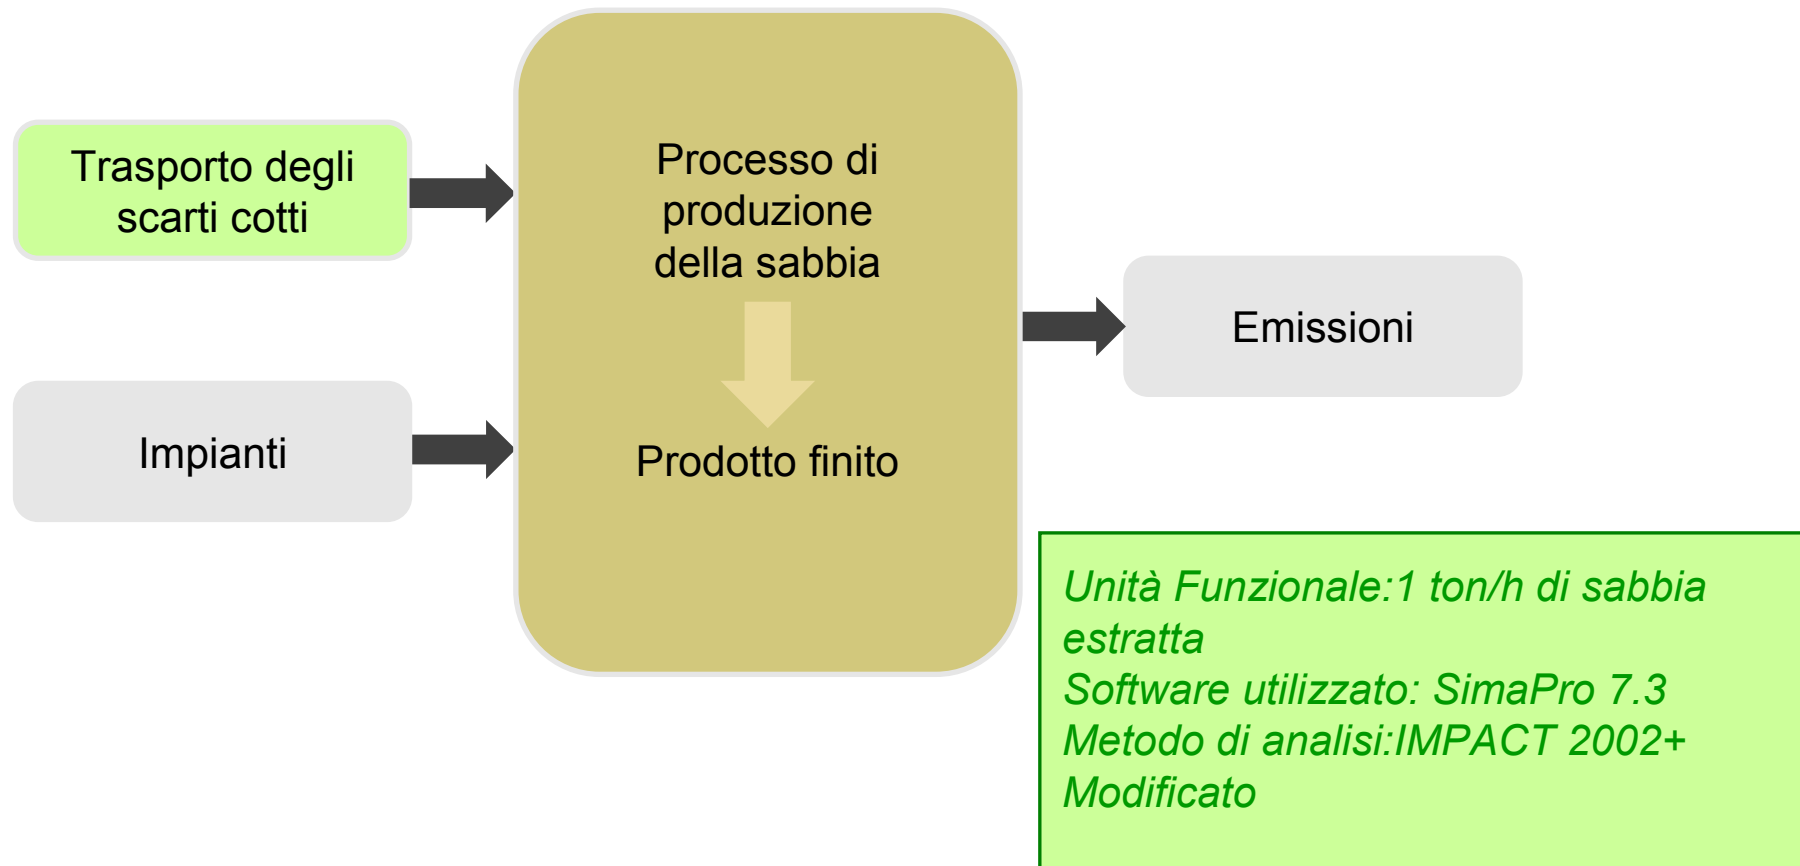 Trasporto degli
scarti cotti
Impianti
Processo di
produzione
della sabbia
Prodotto finito
Emissioni
Unità Funzionale:1 ton/h di sabbia
estratta
Software utilizzato: SimaPro 7.3
Metodo di analisi:IMPACT 2002+
Modificato